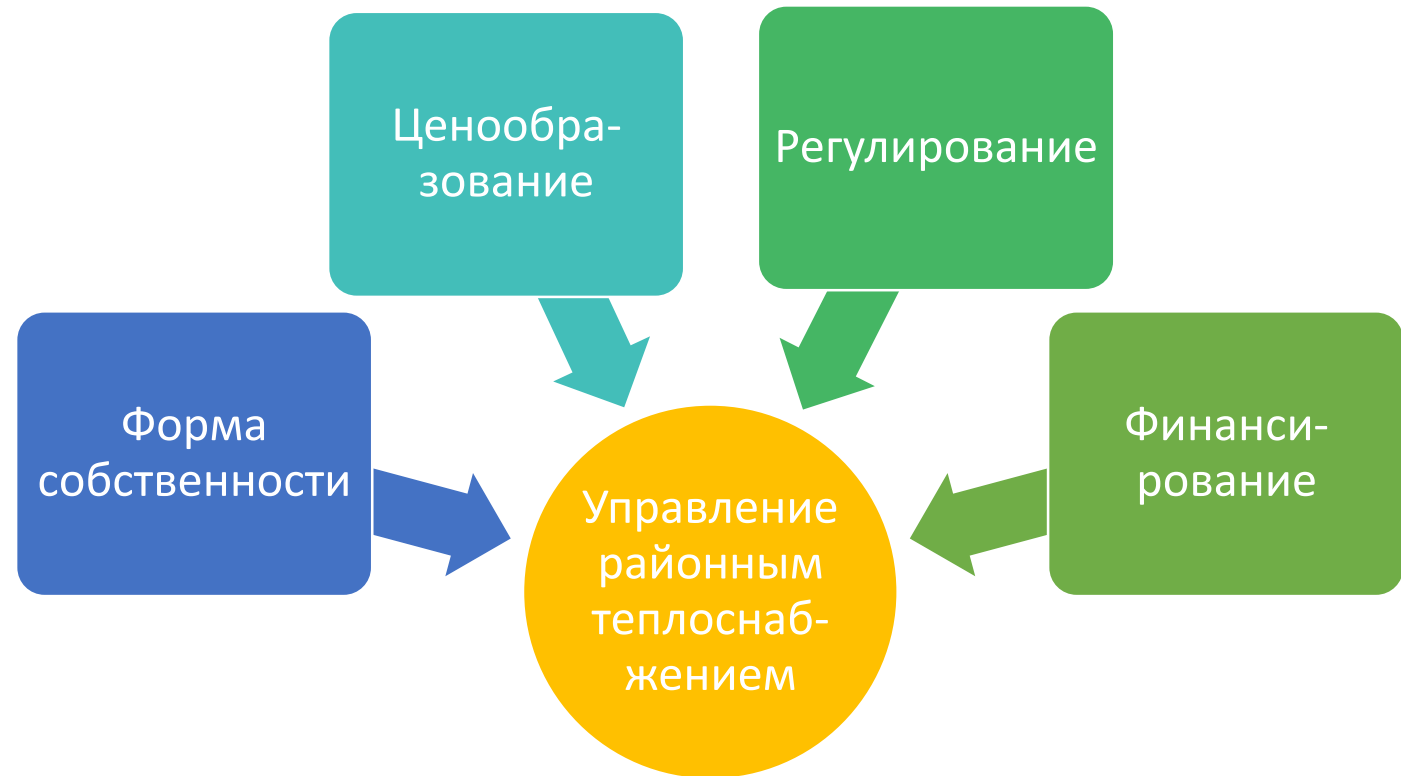 Ценообра-
зование
Регулирование
Форма
собственности
Финанси-
рование
Управление
районным
теплоснаб-
жением